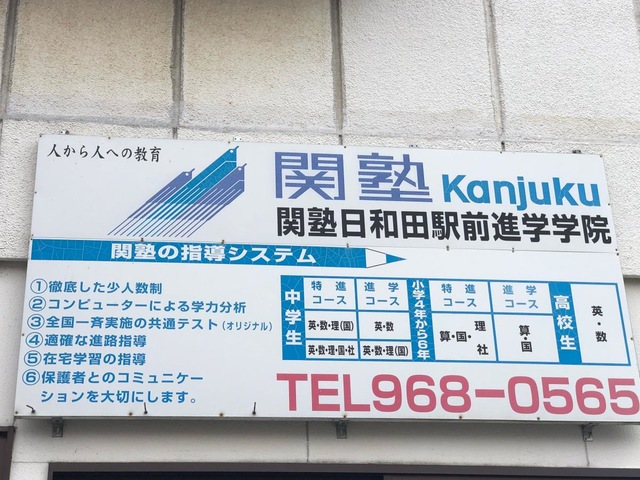 人から人への教育
関塾 Kanjuku
関塾日和田駅前進学学院
関塾の指導システム
①徹底した少人数制
②コンピューターによる学力分析
③全国一斉実施の共通テスト(オリジナル)
④適確な進路指導
⑤在宅学習の指導
⑥保護者とのコミュニケー
ションを大切にします。
中学生
特進コース
進学コース
英・数・理(国)
英・数
英・数・理・国・社
英・数・理(国)
小学4年から6年
特進コース
進学コース
算・国・理社
算・国
高校生
英・数
TEL968-0565